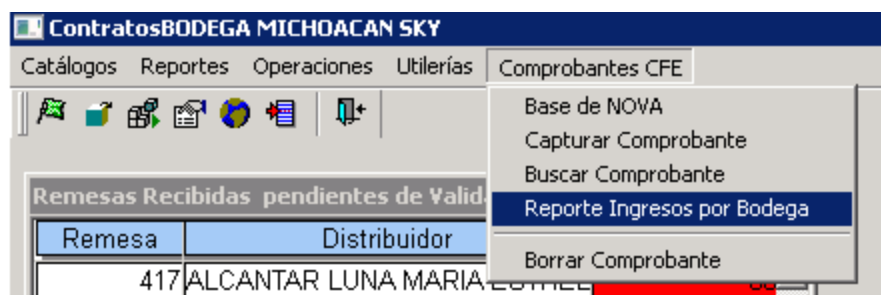 ContratosBODEGA MICHOACAN SKY
Catálogos Reportes Operaciones Utilerías Comprobantes CFE
Base de NOVA
Capturar Comprobante
Buscar Comprobante
Reporte Ingresos por Bodega
Borrar Comprobante
Remesas Recibidas pendientes de
Remesa Distribuidor
417 ALCANTAR LUNA MARIA